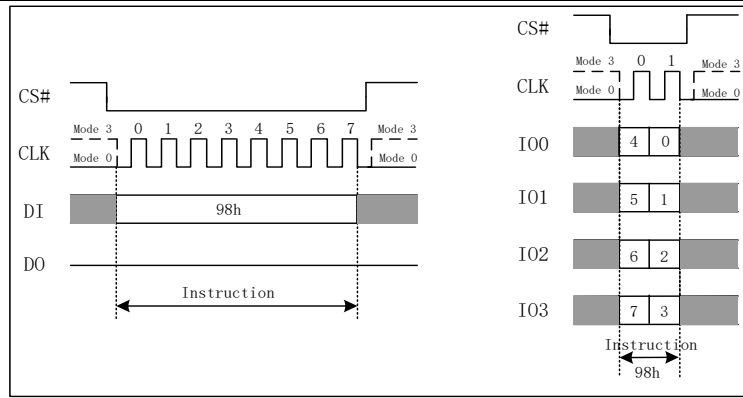 CS#
Mode 3 0 1 2 3 4 5 6 7 Mode 3
CLK
Mode 0 Mode 0
DI 98h
DO
Instruction
CS#
Mode 3 0 1 Mode 3
CLK
Mode 0 Mode 0
IO0 4 0
IO1 5 1
IO2 6 2
IO3 7 3
Instruction
98h